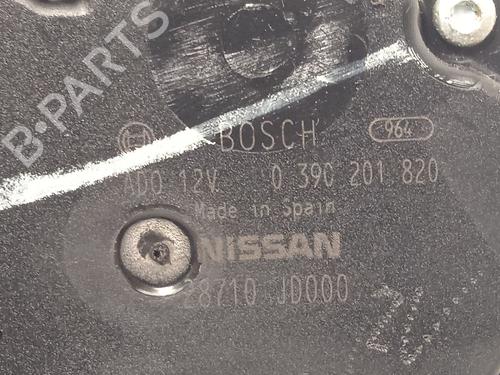 B-PARTS
BOSCH 964
ADO 12V. 0 390 201 820
Made in Spain
NISSAN
28710 JD000